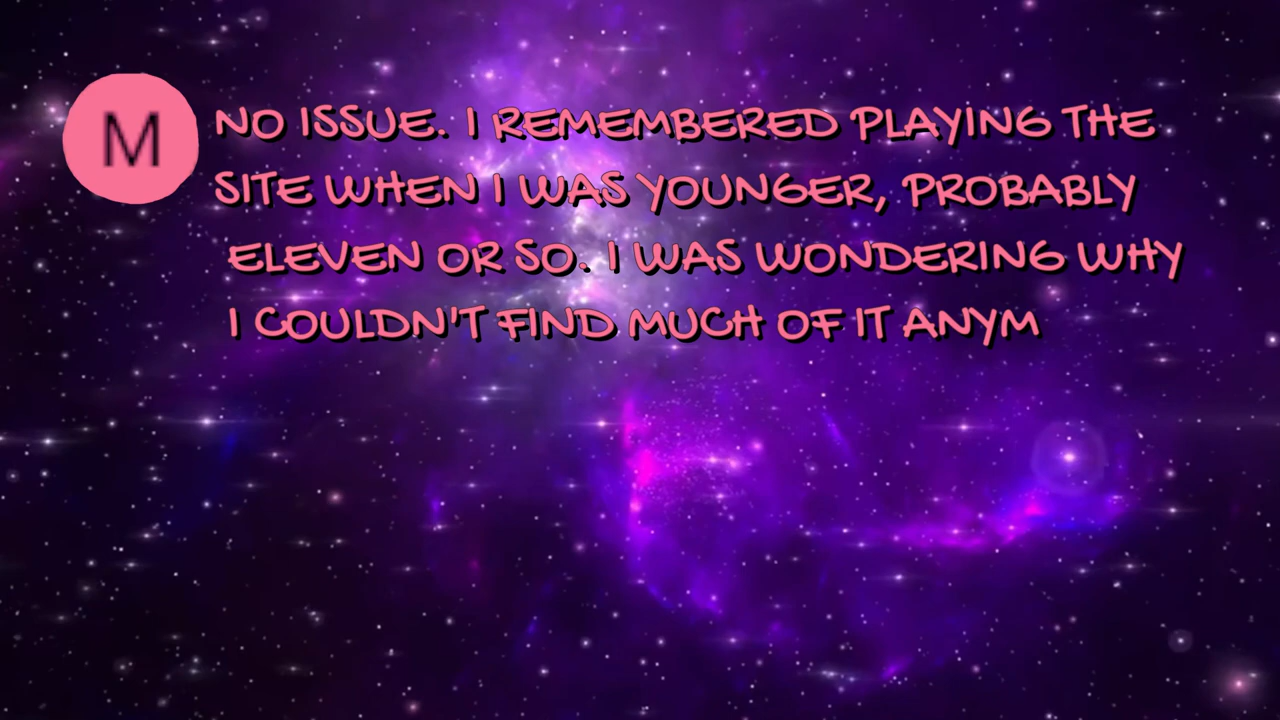 M
NO ISSUE. I REMEMBERED PLAYING THE
SITE WHEN I WAS YOUNGER, PROBABLY
ELEVEN OR SO. I WAS WONDERING WHY
I COULDN'T FIND MUCH OF IT ANYM